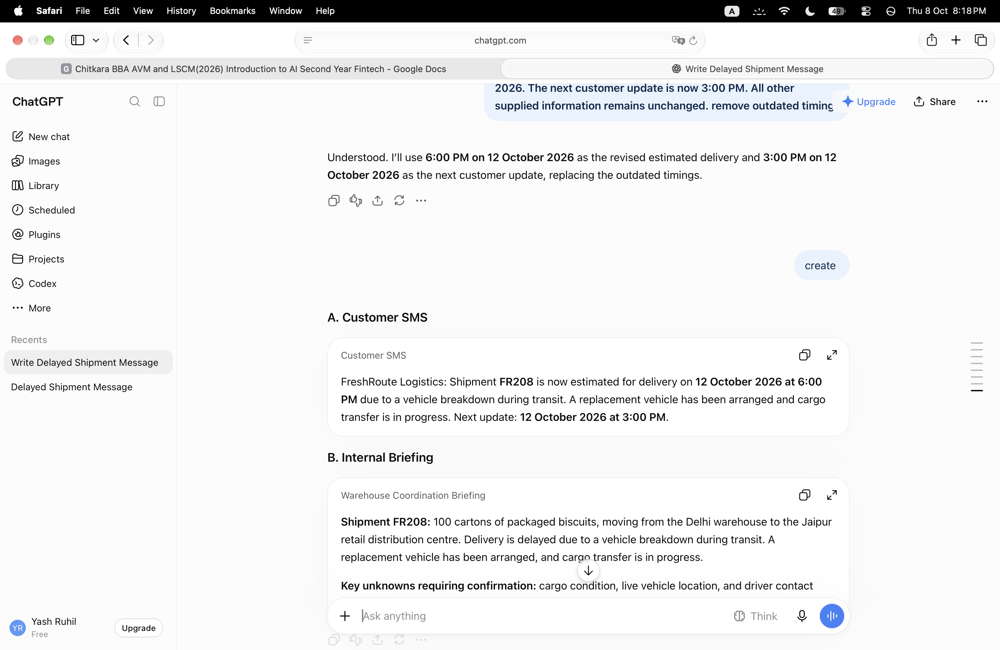 Safari File Edit View History Bookmarks Window Help
A
49
Thu 8 Oct 8:18 PM
chatgpt.com
G Chitkara BBA AVM and LSCM(2026) Introduction to AI Second Year Fintech - Google Docs
Write Delayed Shipment Message
ChatGPT
New chat
Images
Library
Scheduled
Plugins
Projects
Codex
More
Recents
Write Delayed Shipment Message
Delayed Shipment Message
YR
Yash Ruhil
Free
Upgrade
2026. The next customer update is now 3:00 PM. All other
supplied information remains unchanged. remove outdated timing
Upgrade
Share
Understood. I’ll use 6:00 PM on 12 October 2026 as the revised estimated delivery and 3:00 PM on 12
October 2026 as the next customer update, replacing the outdated timings.
create
A. Customer SMS
Customer SMS
FreshRoute Logistics: Shipment FR208 is now estimated for delivery on 12 October 2026 at 6:00
PM due to a vehicle breakdown during transit. A replacement vehicle has been arranged and cargo
transfer is in progress. Next update: 12 October 2026 at 3:00 PM.
B. Internal Briefing
Warehouse Coordination Briefing
Shipment FR208: 100 cartons of packaged biscuits, moving from the Delhi warehouse to the Jaipur
retail distribution centre. Delivery is delayed due to a vehicle breakdown during transit. A
replacement vehicle has been arranged, and cargo transfer is in progress.
Key unknowns requiring confirmation: cargo condition, live vehicle location, and driver contact
Ask anything
Think